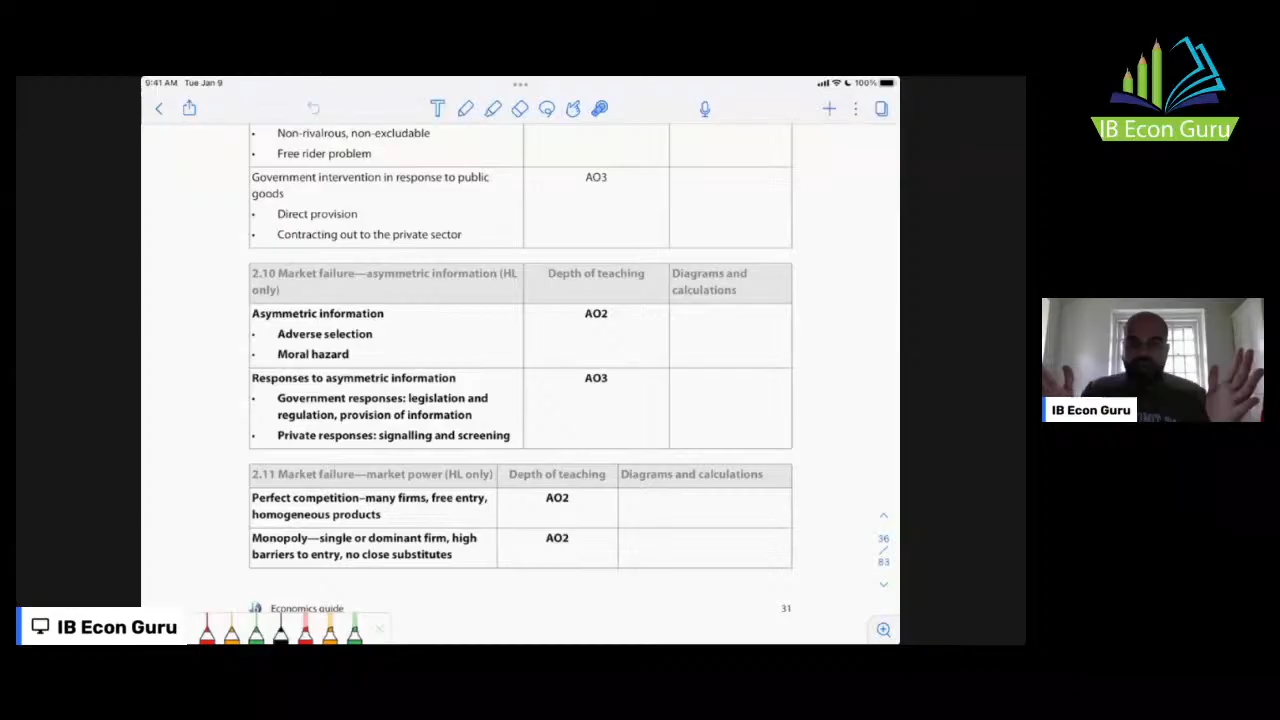 9:41 AM Tue Jan 9
100%
IB Econ Guru
• Non-rivalrous, non-excludable
• Free rider problem
Government intervention in response to public goods
AO3
• Direct provision
• Contracting out to the private sector
2.10 Market failure—asymmetric information (HL only)
Depth of teaching
Diagrams and calculations
Asymmetric information
AO2
• Adverse selection
• Moral hazard
Responses to asymmetric information
AO3
• Government responses: legislation and regulation, provision of information
• Private responses: signalling and screening
IB Econ Guru
2.11 Market failure—market power (HL only)
Depth of teaching
Diagrams and calculations
Perfect competition–many firms, free entry, homogeneous products
AO2
Monopoly—single or dominant firm, high barriers to entry, no close substitutes
AO2
36
/
83
Economics guide
31
IB Econ Guru